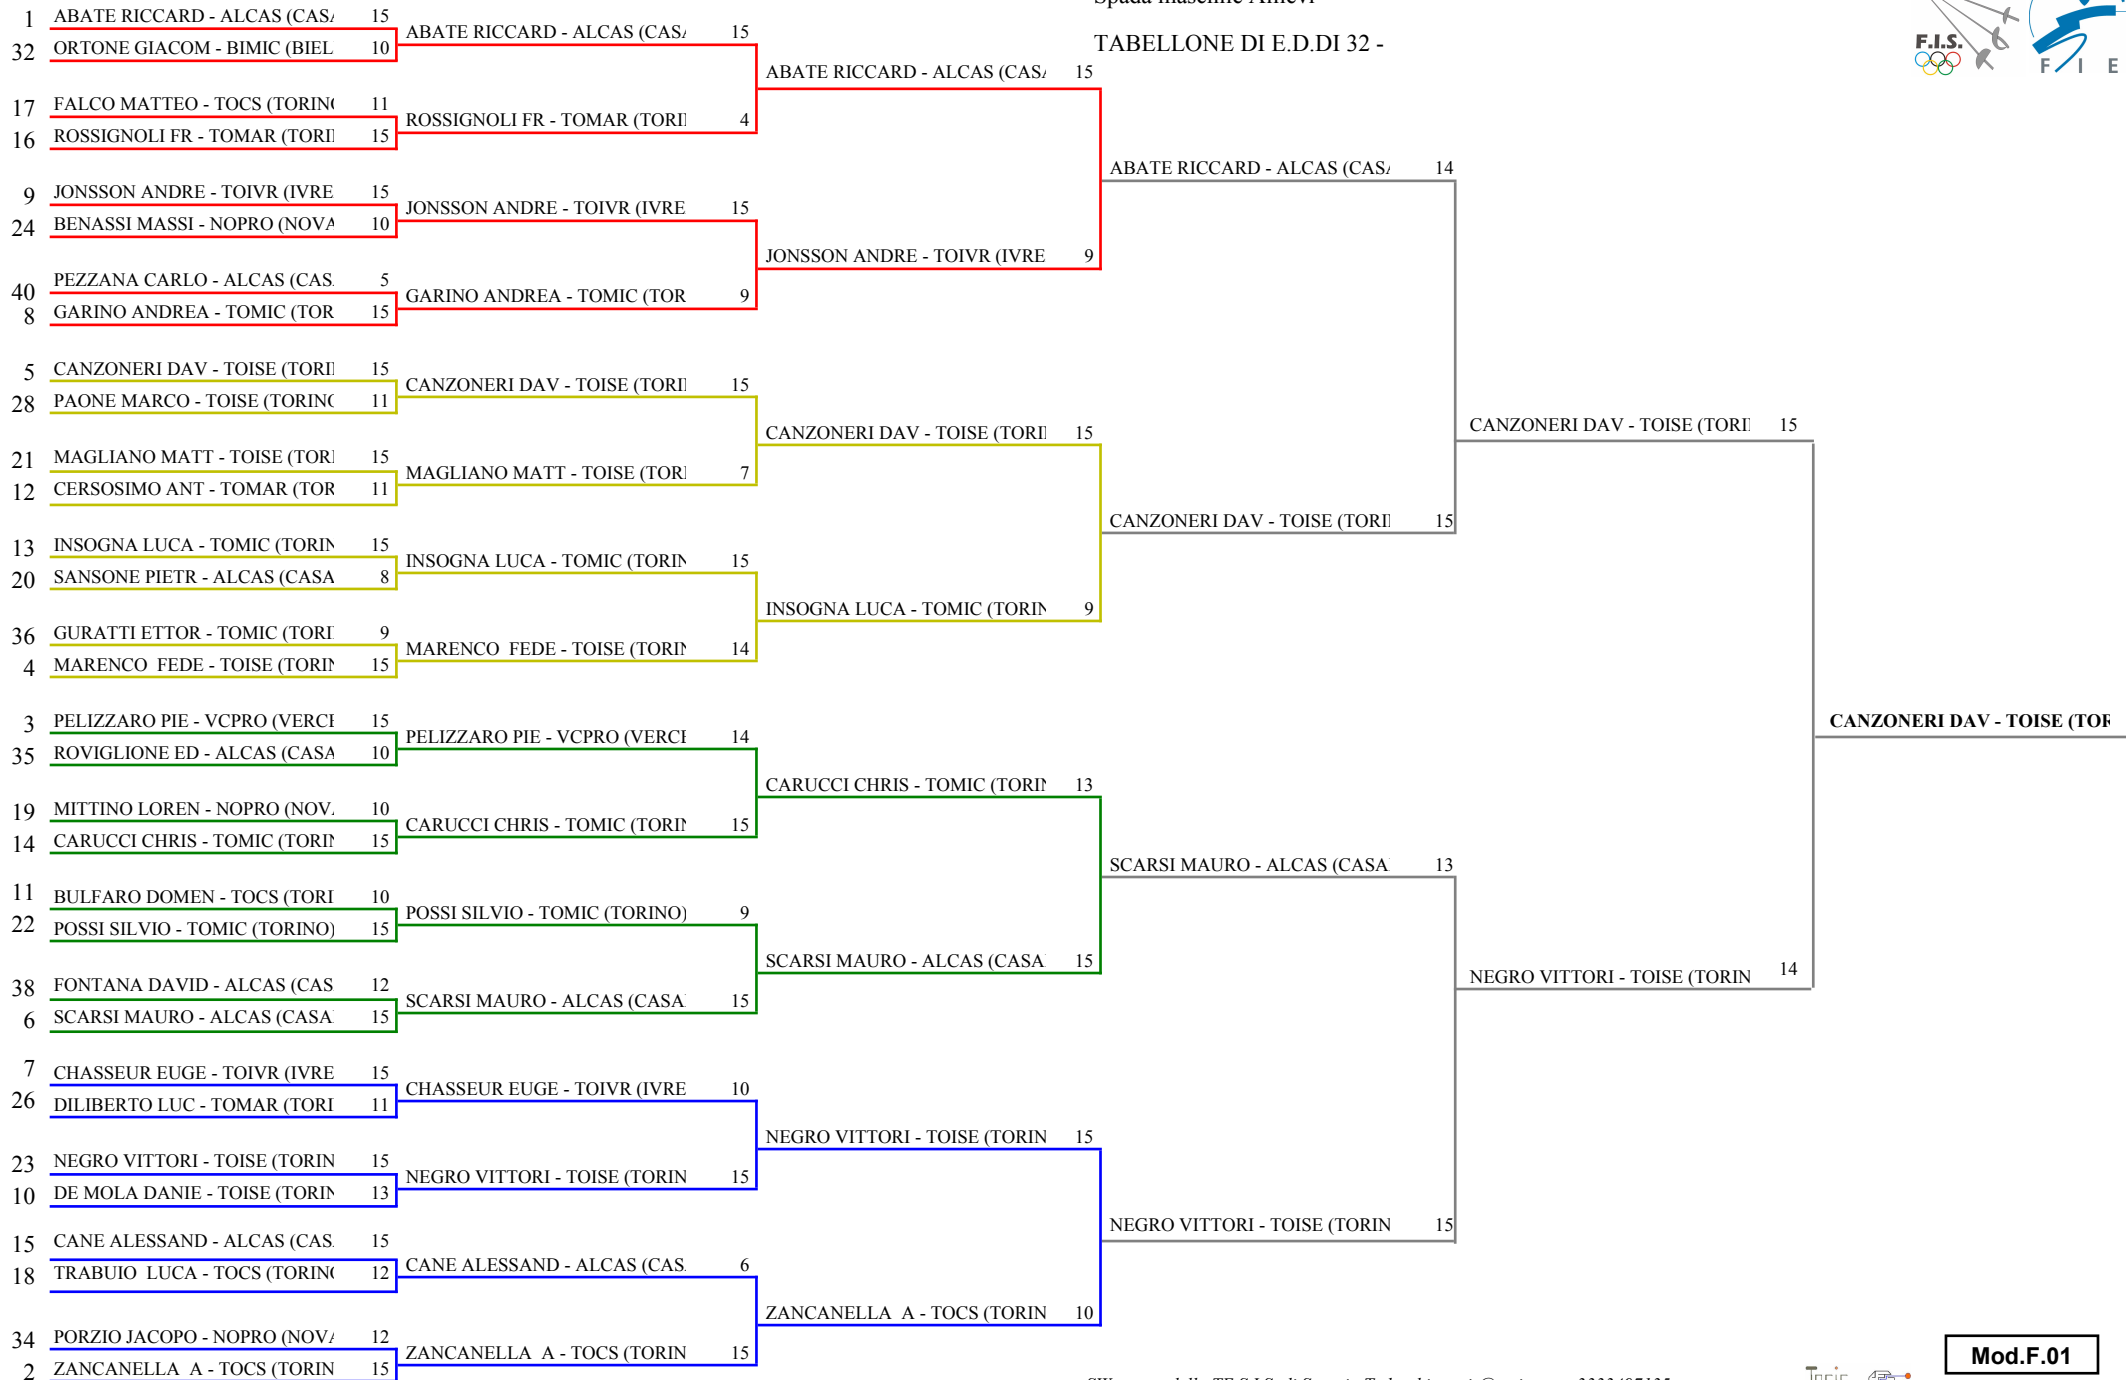 TABELLONE DI E.D.DI 32 -
F.I.S.
F I E
1 ABATE RICCARD - ALCAS (CASA 15
32 ORTONE GIACOM - BIMIC (BIEL 10
17 FALCO MATTEO - TOCS (TORINO 11
16 ROSSIGNOLI FR - TOMAR (TORI 15
9 JONSSON ANDRE - TOIVR (IVRE 15
24 BENASSI MASSI - NOPRO (NOVA 10
40 PEZZANA CARLO - ALCAS (CAS 5
8 GARINO ANDREA - TOMIC (TOR 15
5 CANZONERI DAV - TOISE (TORI 15
28 PAONE MARCO - TOISE (TORINO 11
21 MAGLIANO MATT - TOISE (TORI 15
12 CERSOSIMO ANT - TOMAR (TOR 11
13 INSOGNA LUCA - TOMIC (TORIN 15
20 SANSONE PIETR - ALCAS (CASA 8
36 GURATTI ETTOR - TOMIC (TORI 9
4 MARENCO FEDE - TOISE (TORIN 15
3 PELIZZARO PIE - VCPRO (VERCE 15
35 ROVIGLIONE ED - ALCAS (CASA 10
19 MITTINO LOREN - NOPRO (NOV 10
14 CARUCCI CHRIS - TOMIC (TORIN 15
11 BULFARO DOMEN - TOCS (TORI 10
22 POSSI SILVIO - TOMIC (TORINO) 15
38 FONTANA DAVID - ALCAS (CAS 12
6 SCARSI MAURO - ALCAS (CASA 15
7 CHASSEUR EUGE - TOIVR (IVRE 15
26 DILIBERTO LUC - TOMAR (TORI 11
23 NEGRO VITTORI - TOISE (TORIN 15
10 DE MOLA DANIE - TOISE (TORIN 13
15 CANE ALESSAND - ALCAS (CAS 15
18 TRABUIO LUCA - TOCS (TORINO 12
34 PORZIO JACOPO - NOPRO (NOVA 12
2 ZANCANELLA A - TOCS (TORIN 15
ABATE RICCARD - ALCAS (CASA 15
ROSSIGNOLI FR - TOMAR (TORI 4
JONSSON ANDRE - TOIVR (IVRE 15
GARINO ANDREA - TOMIC (TOR 9
CANZONERI DAV - TOISE (TORI 15
MAGLIANO MATT - TOISE (TORI 7
INSOGNA LUCA - TOMIC (TORIN 15
MARENCO FEDE - TOISE (TORIN 14
PELIZZARO PIE - VCPRO (VERCE 14
CARUCCI CHRIS - TOMIC (TORIN 15
POSSI SILVIO - TOMIC (TORINO) 9
SCARSI MAURO - ALCAS (CASA 15
CHASSEUR EUGE - TOIVR (IVRE 10
NEGRO VITTORI - TOISE (TORIN 15
CANE ALESSAND - ALCAS (CAS 6
ZANCANELLA A - TOCS (TORIN 15
ABATE RICCARD - ALCAS (CASA 15
JONSSON ANDRE - TOIVR (IVRE 9
CANZONERI DAV - TOISE (TORI 15
INSOGNA LUCA - TOMIC (TORIN 9
CARUCCI CHRIS - TOMIC (TORIN 13
SCARSI MAURO - ALCAS (CASA 15
NEGRO VITTORI - TOISE (TORIN 15
ZANCANELLA A - TOCS (TORIN 10
ABATE RICCARD - ALCAS (CASA 14
CANZONERI DAV - TOISE (TORI 15
SCARSI MAURO - ALCAS (CASA 13
NEGRO VITTORI - TOISE (TORIN 15
CANZONERI DAV - TOISE (TORI 15
NEGRO VITTORI - TOISE (TORIN 14
CANZONERI DAV - TOISE (TOR
Mod.F.01